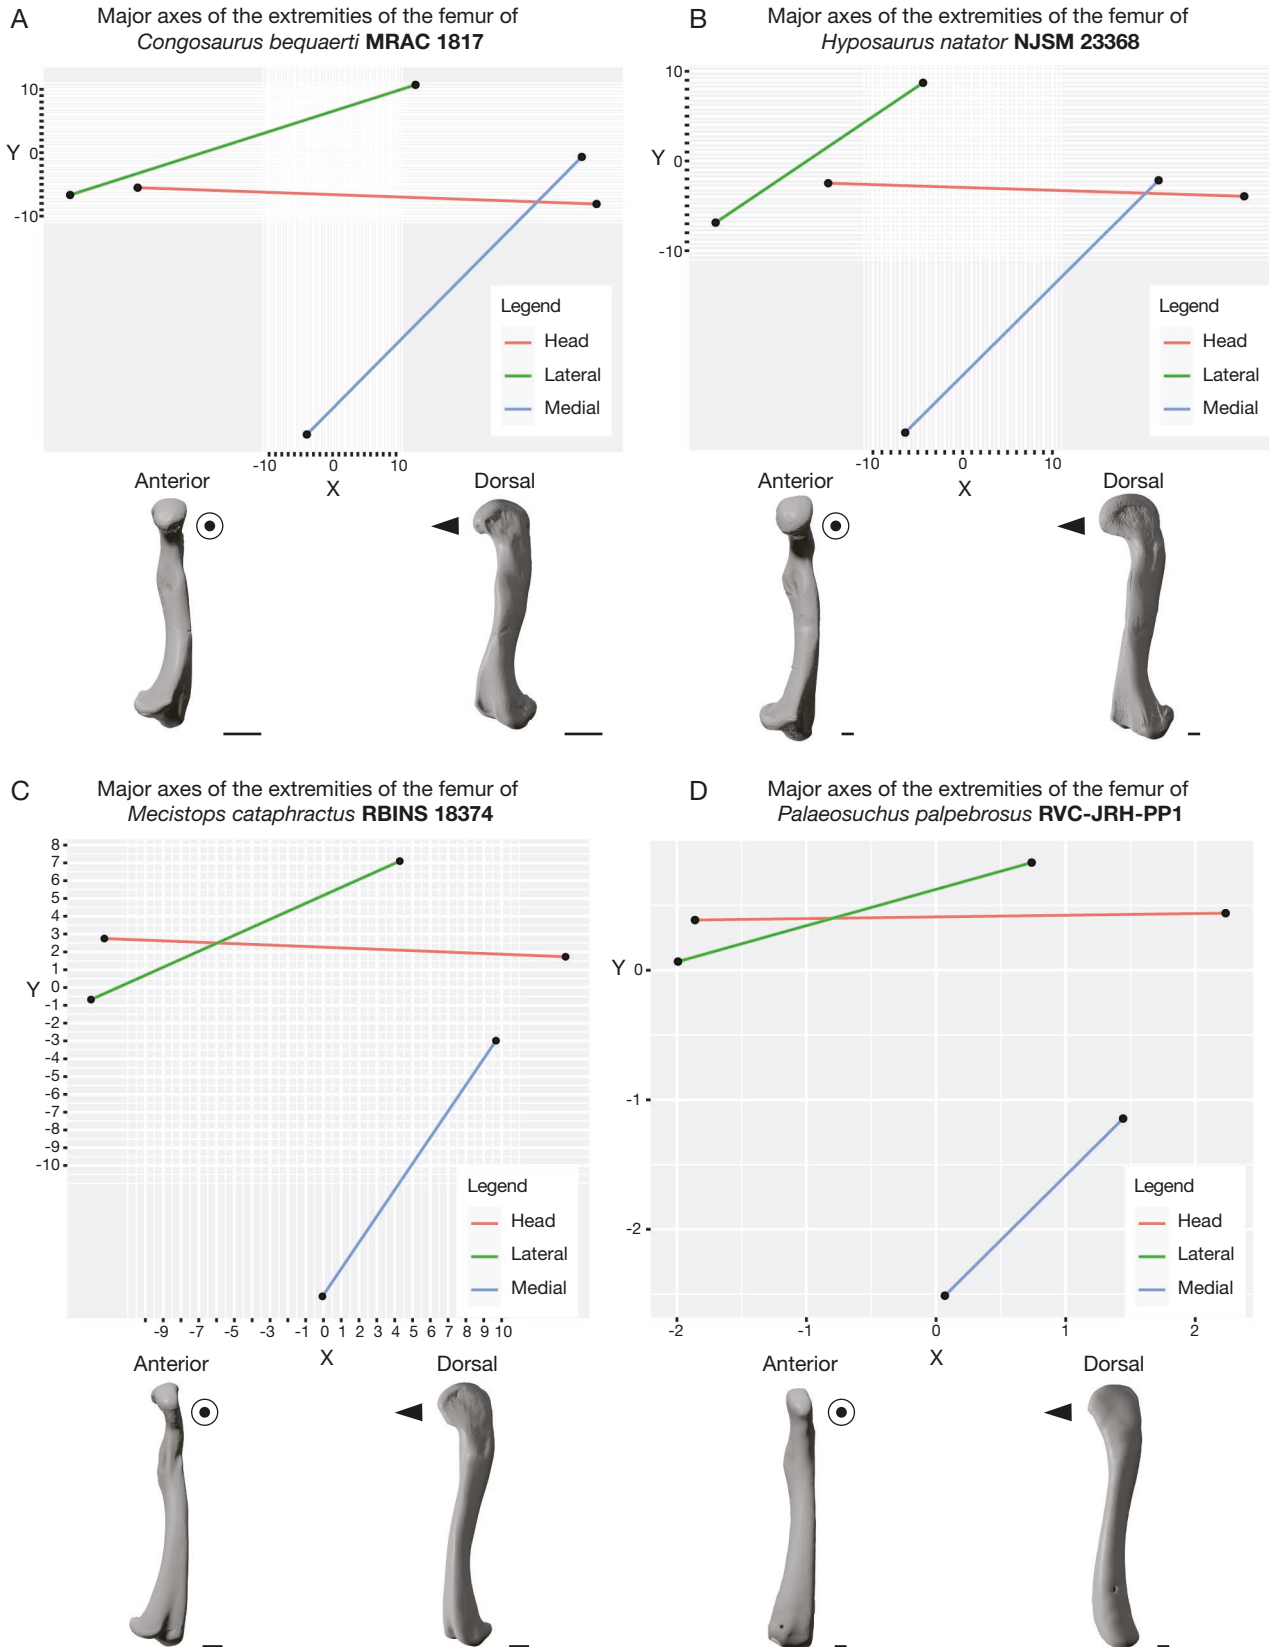 A
Major axes of the extremities of the femur of
Congosaurus bequaerti MRAC 1817
10
Y 0
-10
Legend
Head
Lateral
Medial
-10 0 10
X
Anterior
Dorsal
B
Major axes of the extremities of the femur of
Hyposaurus natator NJSM 23368
10
Y 0
-10
Legend
Head
Lateral
Medial
-10 0 10
X
Anterior
Dorsal
C
Major axes of the extremities of the femur of
Mecistops cataphractus RBINS 18374
8
7
6
5
4
3
2
1
Y 0
-1
-2
-3
-4
-5
-6
-7
-8
-9
-10
Legend
Head
Lateral
Medial
-9 -7 -5 -3 -1 0 1 2 3 4 5 6 7 8 9 10
X
Anterior
Dorsal
D
Major axes of the extremities of the femur of
Palaeosuchus palpebrosus RVC-JRH-PP1
Y 0
-1
-2
Legend
Head
Lateral
Medial
-2 -1 0 1 2
X
Anterior
Dorsal